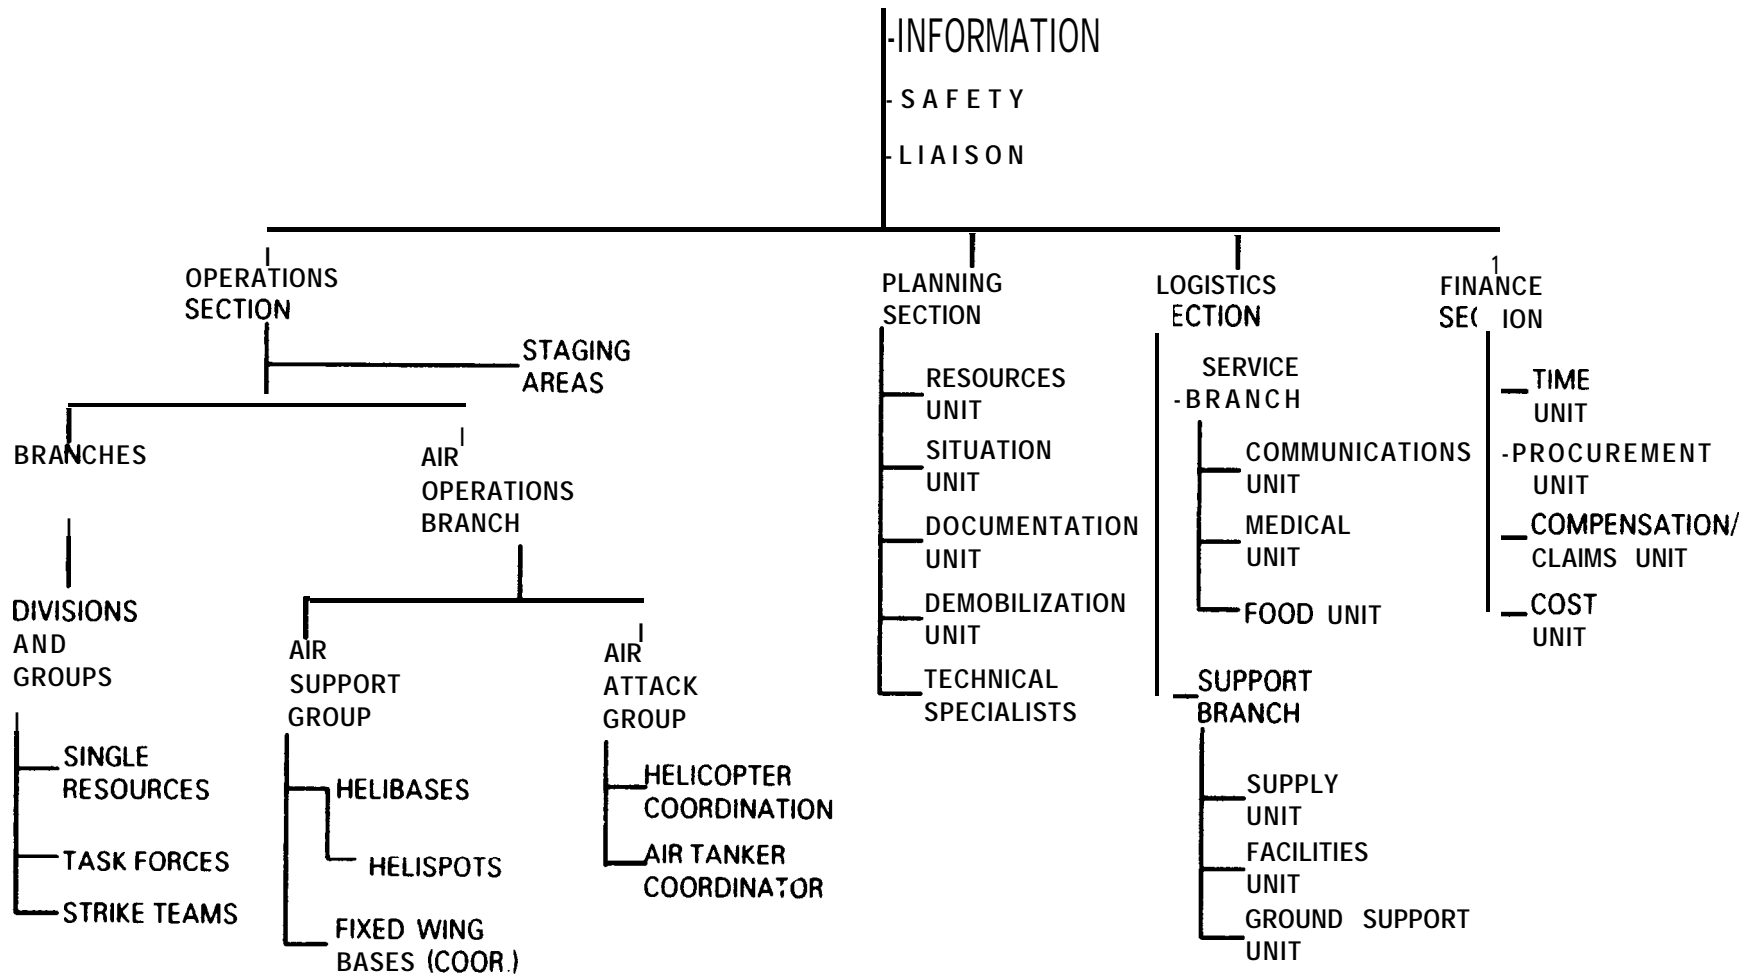 -INFORMATION
-SAFETY
-LIAISON
OPERATIONS
SECTION
STAGING
AREAS
BRANCHES
DIVISIONS
AND
GROUPS
SINGLE
RESOURCES
TASK FORCES
STRIKE TEAMS
AIR
OPERATIONS
BRANCH
AIR
SUPPORT
GROUP
HELIBASES
HELISPOTS
FIXED WING
BASES (COOR.)
AIR
ATTACK
GROUP
HELICOPTER
COORDINATION
AIR TANKER
COORDINATOR
PLANNING
SECTION
RESOURCES
UNIT
SITUATION
UNIT
DOCUMENTATION
UNIT
DEMOBILIZATION
UNIT
TECHNICAL
SPECIALISTS
LOGISTICS
ECTION
SERVICE
-BRANCH
COMMUNICATIONS
UNIT
MEDICAL
UNIT
FOOD UNIT
SUPPORT
BRANCH
SUPPLY
UNIT
FACILITIES
UNIT
GROUND SUPPORT
UNIT
1
FINANCE
SE( ION
TIME
UNIT
-PROCUREMENT
UNIT
COMPENSATION/
CLAIMS UNIT
COST
UNIT